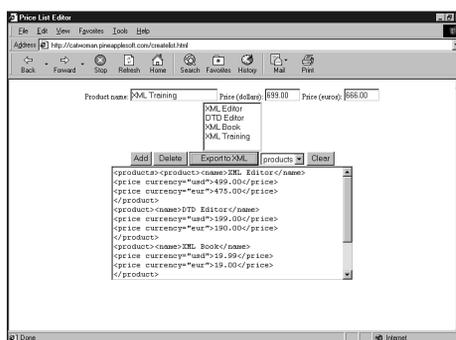 Price List Editor
File Edit View Favorites Tools Help
Address http://catwoman.pineapplesoft.com/createlist.html
Back Forward Stop Refresh Home Search Favorites History Mail Print
Product name: XML Training Price (dollars): 699.00 Price (euros): 666.00
XML Editor
DTD Editor
XML Book
XML Training
Add Delete Export to XML products Clear
<products><product><name>XML Editor</name>
<price currency="usd">499.00</price>
<price currency="eur">475.00</price>
</product>
<product><name>DTD Editor</name>
<price currency="usd">199.00</price>
<price currency="eur">190.00</price>
</product>
<product><name>XML Book</name>
<price currency="usd">19.99</price>
<price currency="eur">19.00</price>
</product>
Done Internet